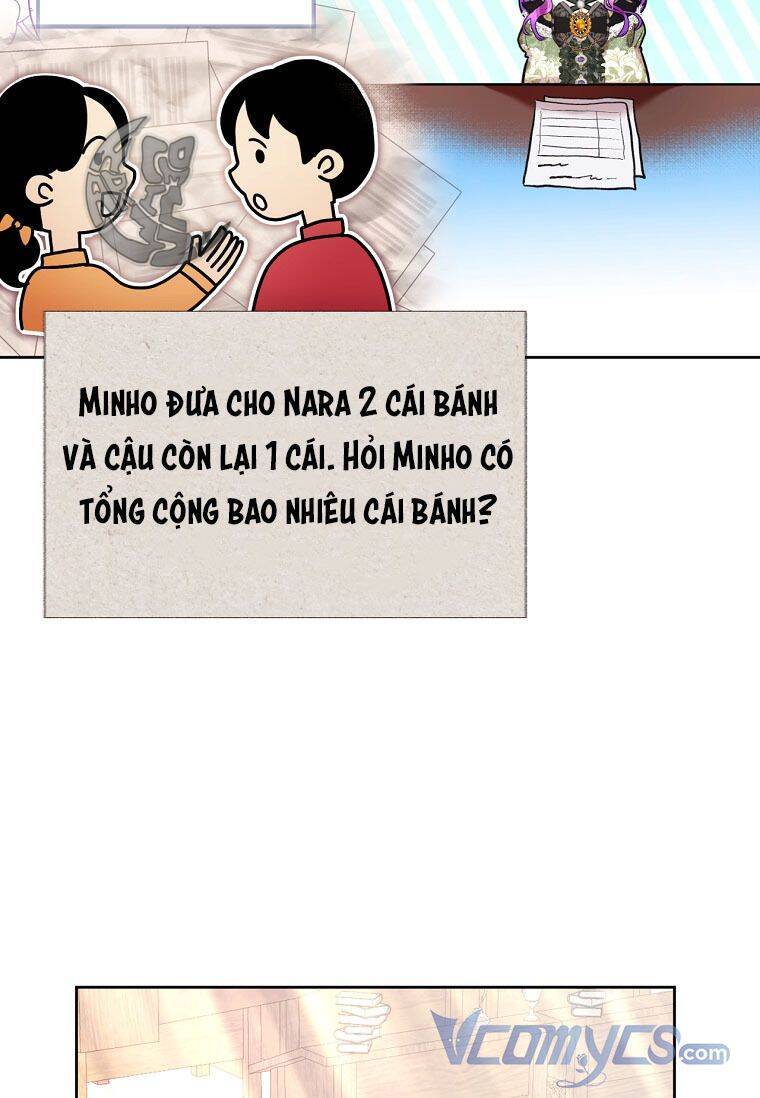 MINHO ĐƯA CHO NARA 2 CÁI BÁNH
VÀ CẬU CÒN LẠI 1 CÁI. HỎI MINHO CÓ
TỔNG CỘNG BAO NHIÊU CÁI BÁNH?
VCOMYCS.com